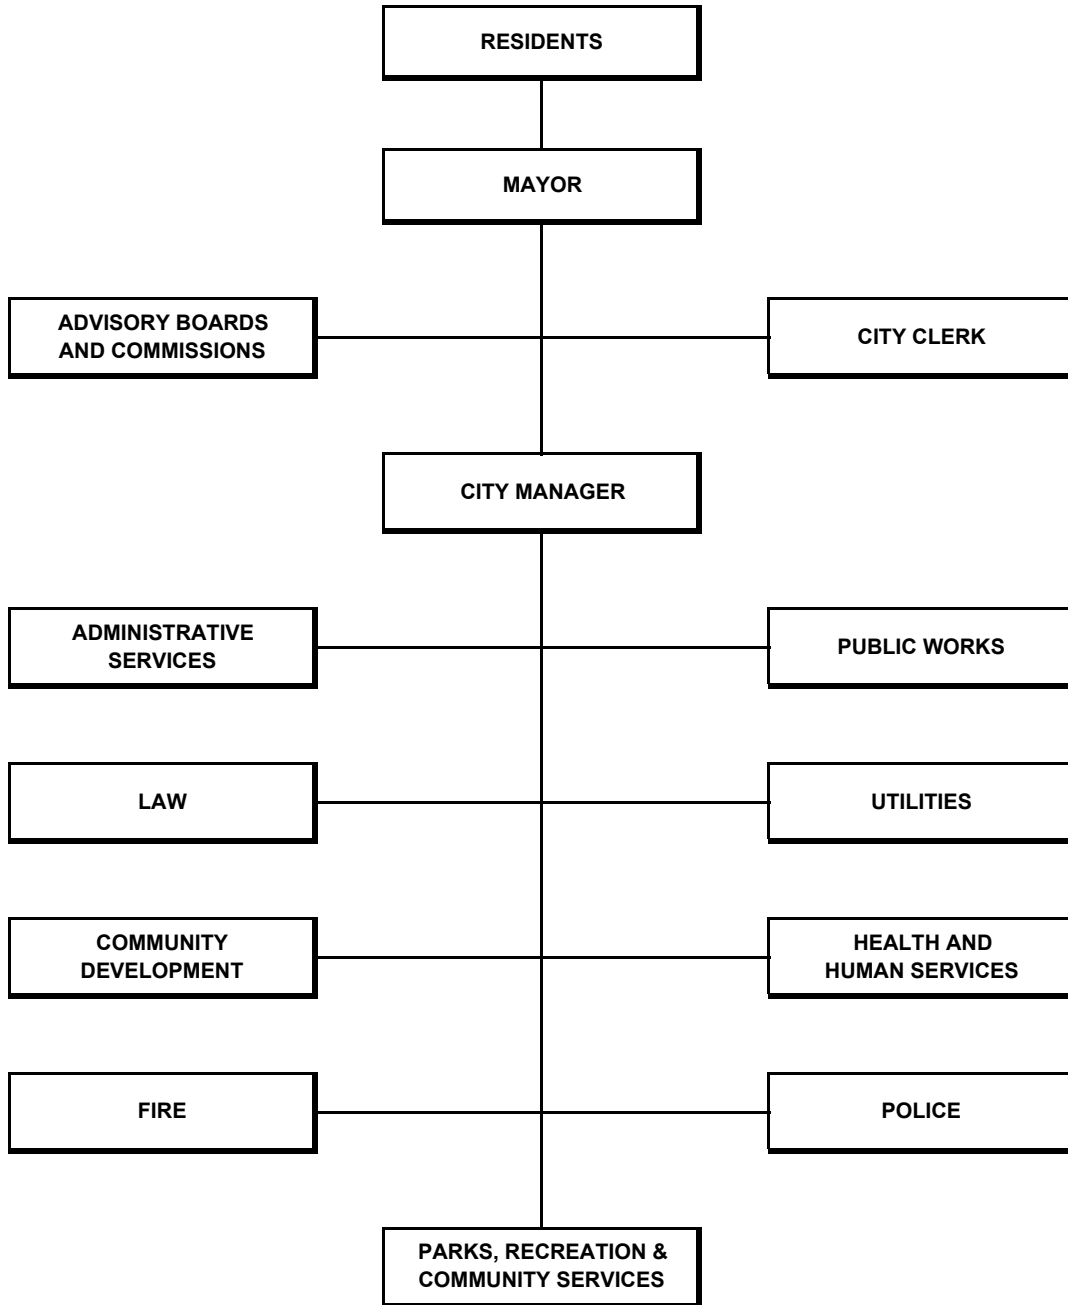 RESIDENTS
MAYOR
ADVISORY BOARDS
AND COMMISSIONS
CITY CLERK
CITY MANAGER
ADMINISTRATIVE
SERVICES
PUBLIC WORKS
LAW
UTILITIES
COMMUNITY
DEVELOPMENT
HEALTH AND
HUMAN SERVICES
FIRE
POLICE
PARKS, RECREATION &
COMMUNITY SERVICES